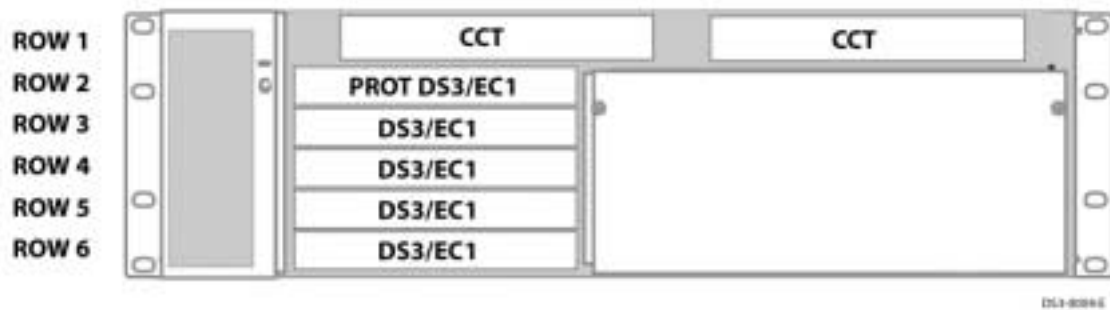 ROW 1 CCT CCT
ROW 2 PROT DS3/EC1
ROW 3 DS3/EC1
ROW 4 DS3/EC1
ROW 5 DS3/EC1
ROW 6 DS3/EC1